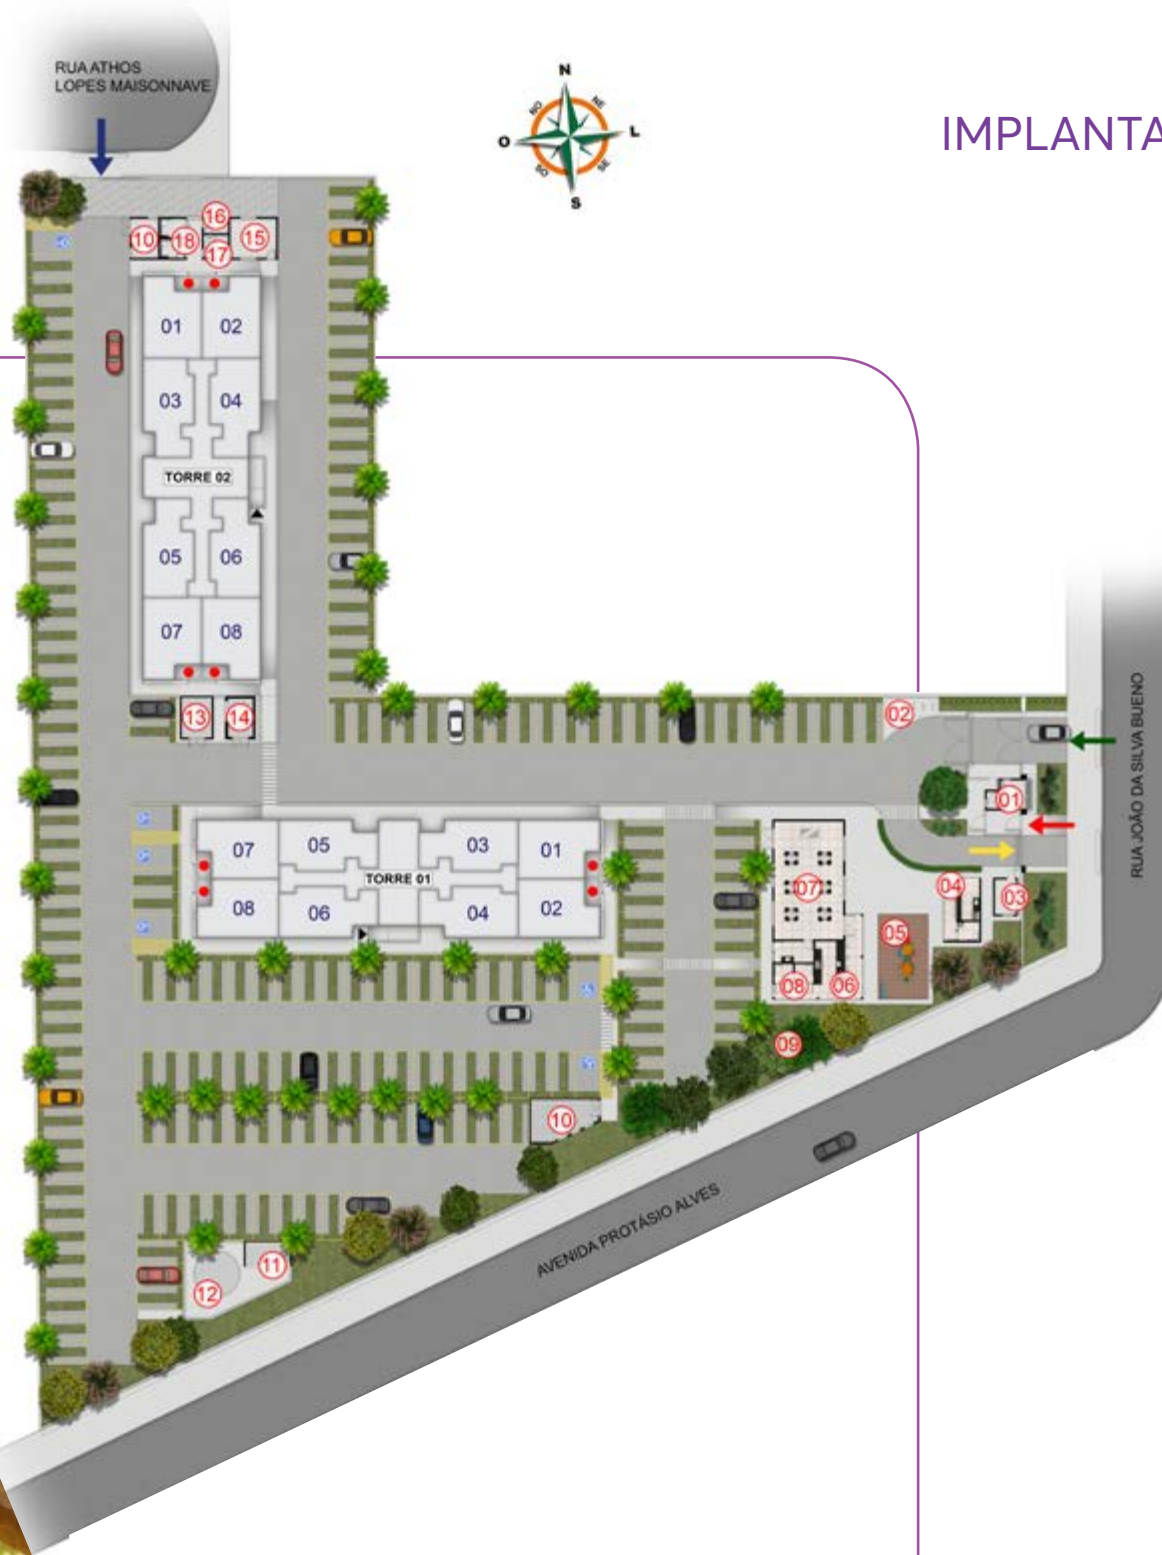 RUA ATHOS
LOPES MAISONNAVE
N
NO
NE
O
L
SO
SE
S
IMPLANTA
16
10
18
15
17
01
02
03
04
TORRE 02
05
06
07
08
13
14
02
RUA JOÃO DA SILVA BUENO
01
07
05
03
01
TORRE 01
08
06
04
02
07
04
03
05
08
06
09
10
AVENIDA PROTÁSIO ALVES
11
12